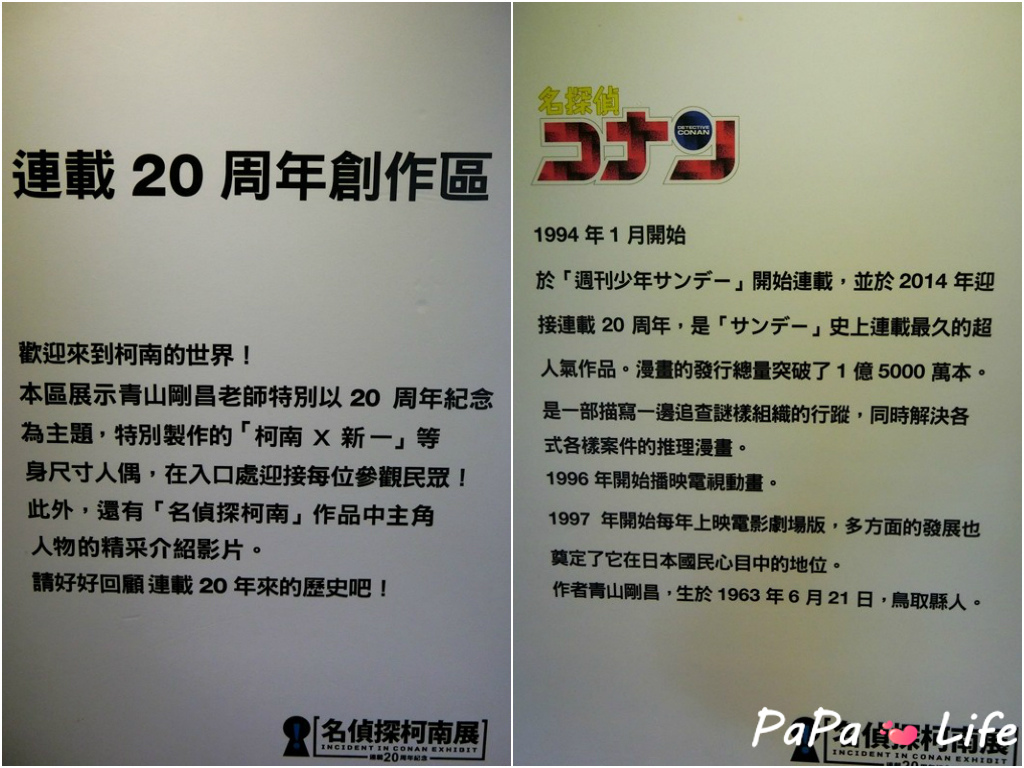 連載 20 周年創作區
歡迎來到柯南的世界！
本區展示青山剛昌老師特別以 20 周年紀念
為主題，特別製作的「柯南 X 新一」等
身尺寸人偶，在入口處迎接每位參觀民眾！
此外，還有「名偵探柯南」作品中主角
人物的精采介紹影片。
請好好回顧連載 20 年來的歷史吧！
名偵探柯南展
INCIDENT IN CONAN EXHIBIT
連載20周年紀念
名探偵
コナン
DETECTIVE
CONAN
1994 年 1 月開始
於「週刊少年サンデー」開始連載，並於 2014 年迎
接連載 20 周年，是「サンデー」史上連載最久的超
人氣作品。漫畫的發行總量突破了 1 億 5000 萬本。
是一部描寫一邊追查謎樣組織的行蹤，同時解決各
式各樣案件的推理漫畫。
1996 年開始播映電視動畫。
1997 年開始每年上映電影劇場版，多方面的發展也
奠定了它在日本國民心目中的地位。
作者青山剛昌，生於 1963 年 6 月 21 日，鳥取縣人。
名偵探柯南展
INCIDENT IN CONAN EXHIBIT
PaPa Life